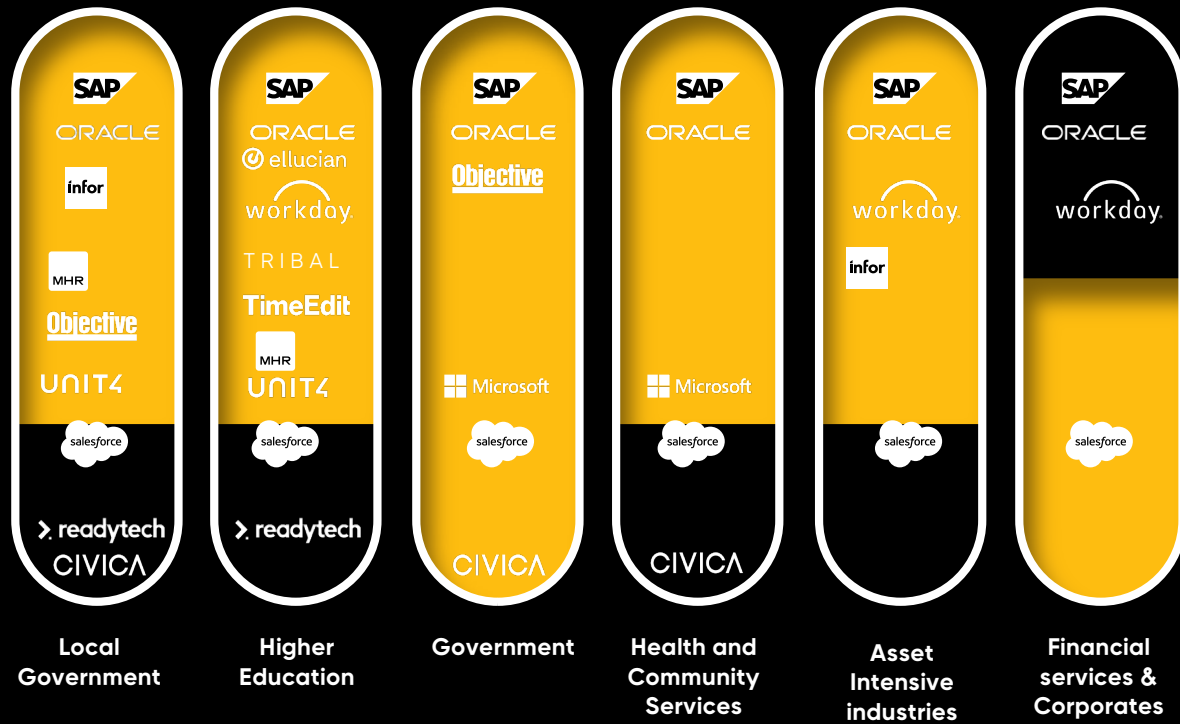 SAP
ORACLE
infor
MHR
Objective
UNIT4
salesforce
readytech
CIVICA
Local
Government
SAP
ORACLE
ellucian
workday.
TRIBAL
TimeEdit
MHR
UNIT4
salesforce
readytech
Higher
Education
SAP
ORACLE
Objective
Microsoft
salesforce
CIVICA
Government
SAP
ORACLE
Microsoft
salesforce
CIVICA
Health and
Community
Services
SAP
ORACLE
workday.
infor
salesforce
Asset
Intensive
industries
SAP
ORACLE
workday.
salesforce
Financial
services &
Corporates